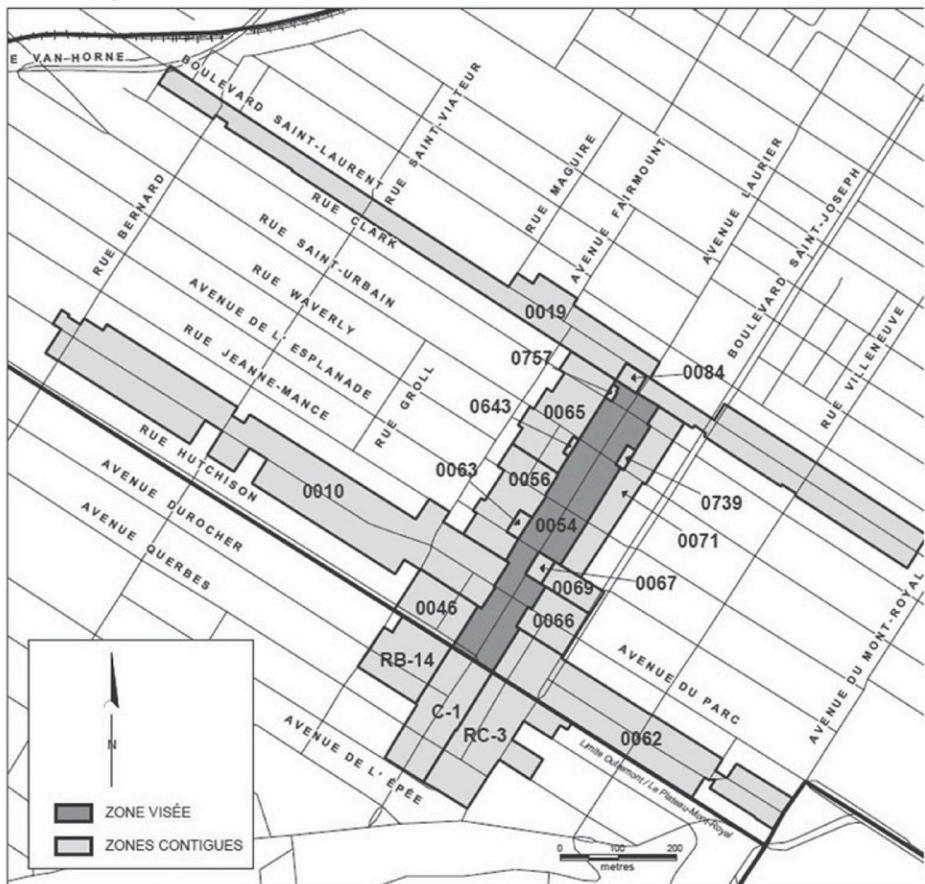 E VAN-HORNE
BOULEVARD SAINT-LAURENT
RUE SAINT-VIATEUR
RUE BERNARD
RUE CLARK
RUE MAGUIRE
AVENUE FAIRMOUNT
AVENUE LAURIER
BOULEVARD SAINT-JOSEPH
RUE SAINT-URBAIN
RUE WAVERLY
AVENUE DE L' ESPLANADE
RUE JEANNE-MANCE
RUE GROLL
RUE VILLENEUVE
0019
0757
0084
0643
0065
RUE HUTCHISON
AVENUE DUROCHER
AVENUE QUERBES
0063
0056
0010
0054
0739
0071
0067
0069
0046
0066
RB-14
C-1
RC-3
AVENUE DU PARC
0062
AVENUE DU MONT-ROYAL
AVENUE DE L' ÉPÉE
Limite Outremont / Le Plateau-Mont-Royal
N
ZONE VISÉE
ZONES CONTIGUES
0 100 200
metres